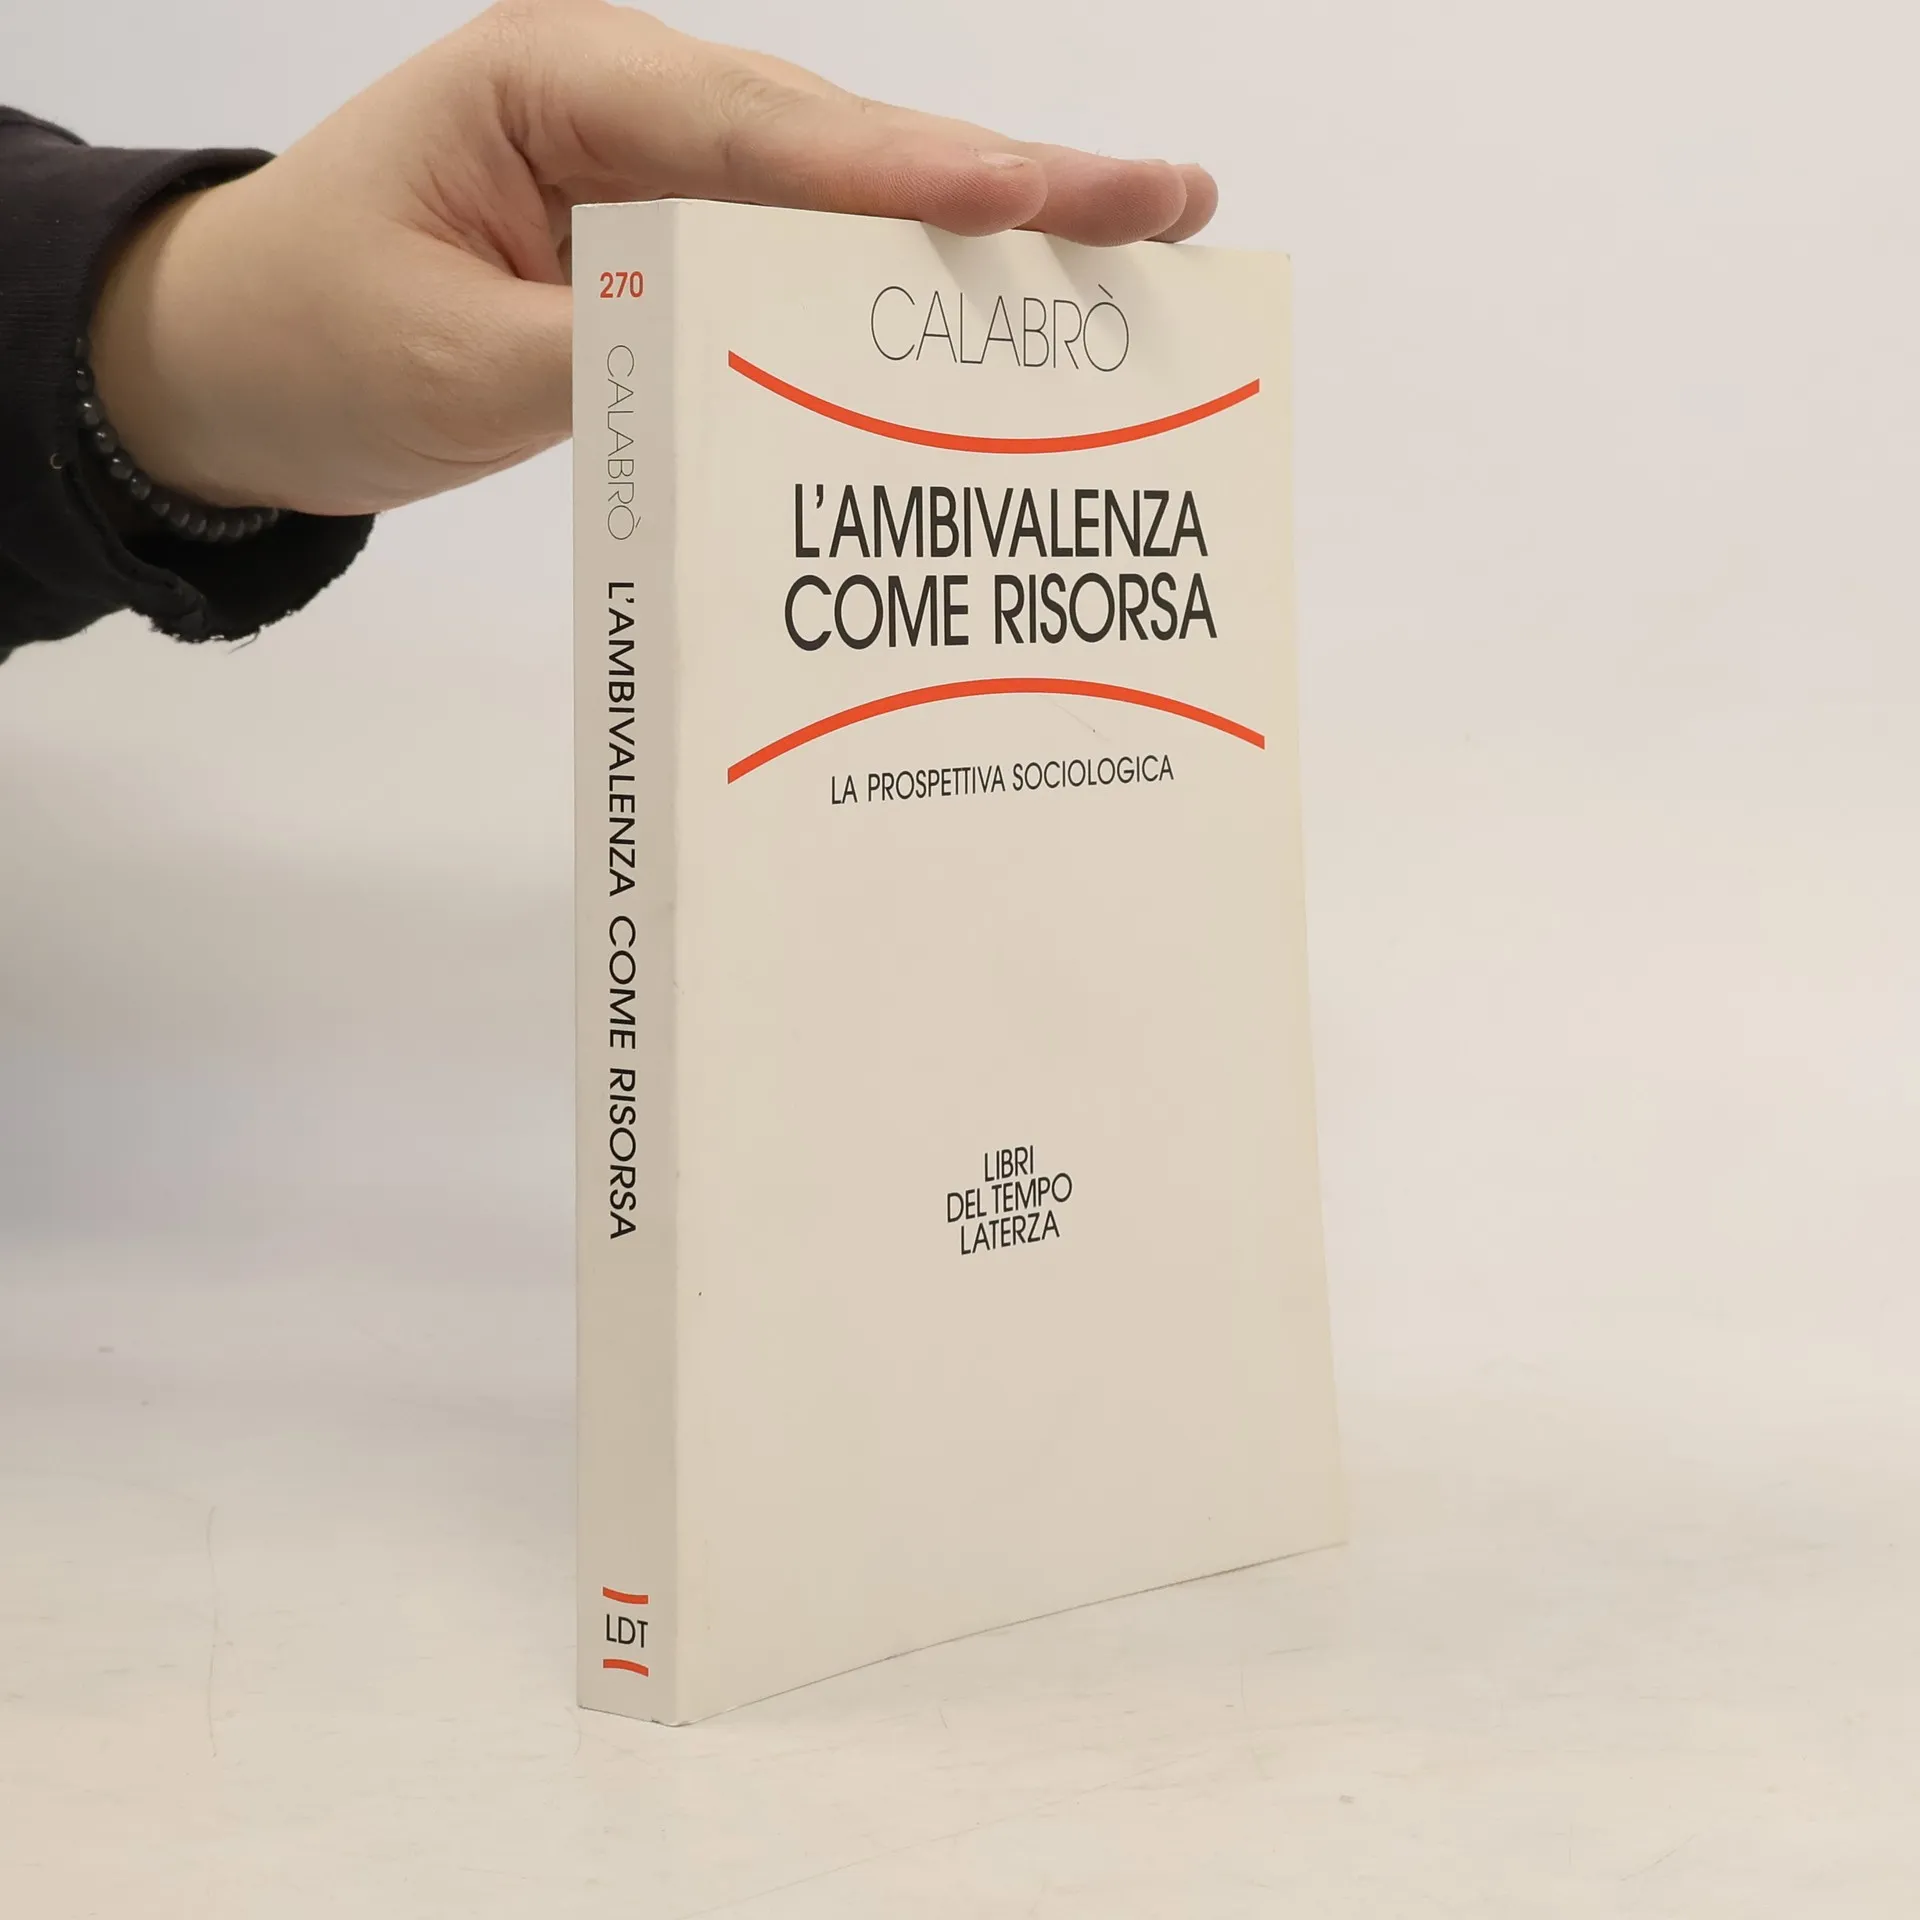 270
CALABRÒ
L'AMBIVALENZA COME RISORSA
LDT
CALABRÒ
L'AMBIVALENZA
COME RISORSA
LA PROSPETTIVA SOCIOLOGICA
LIBRI
DEL TEMPO
LATERZA